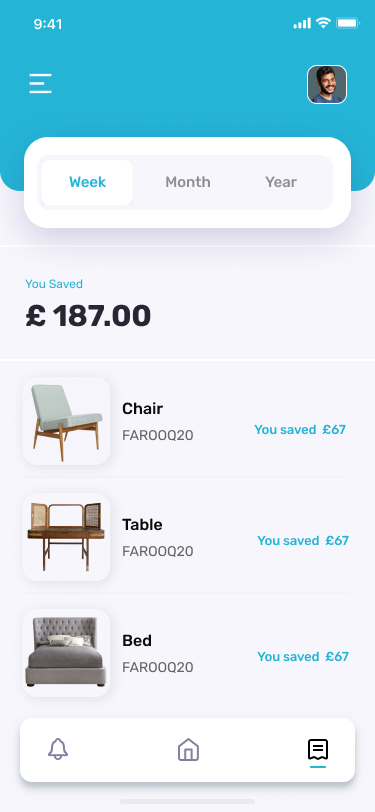 9:41
Week Month Year
You Saved
£ 187.00
Chair
FAROOQ20
You saved £67
Table
FAROOQ20
You saved £67
Bed
FAROOQ20
You saved £67